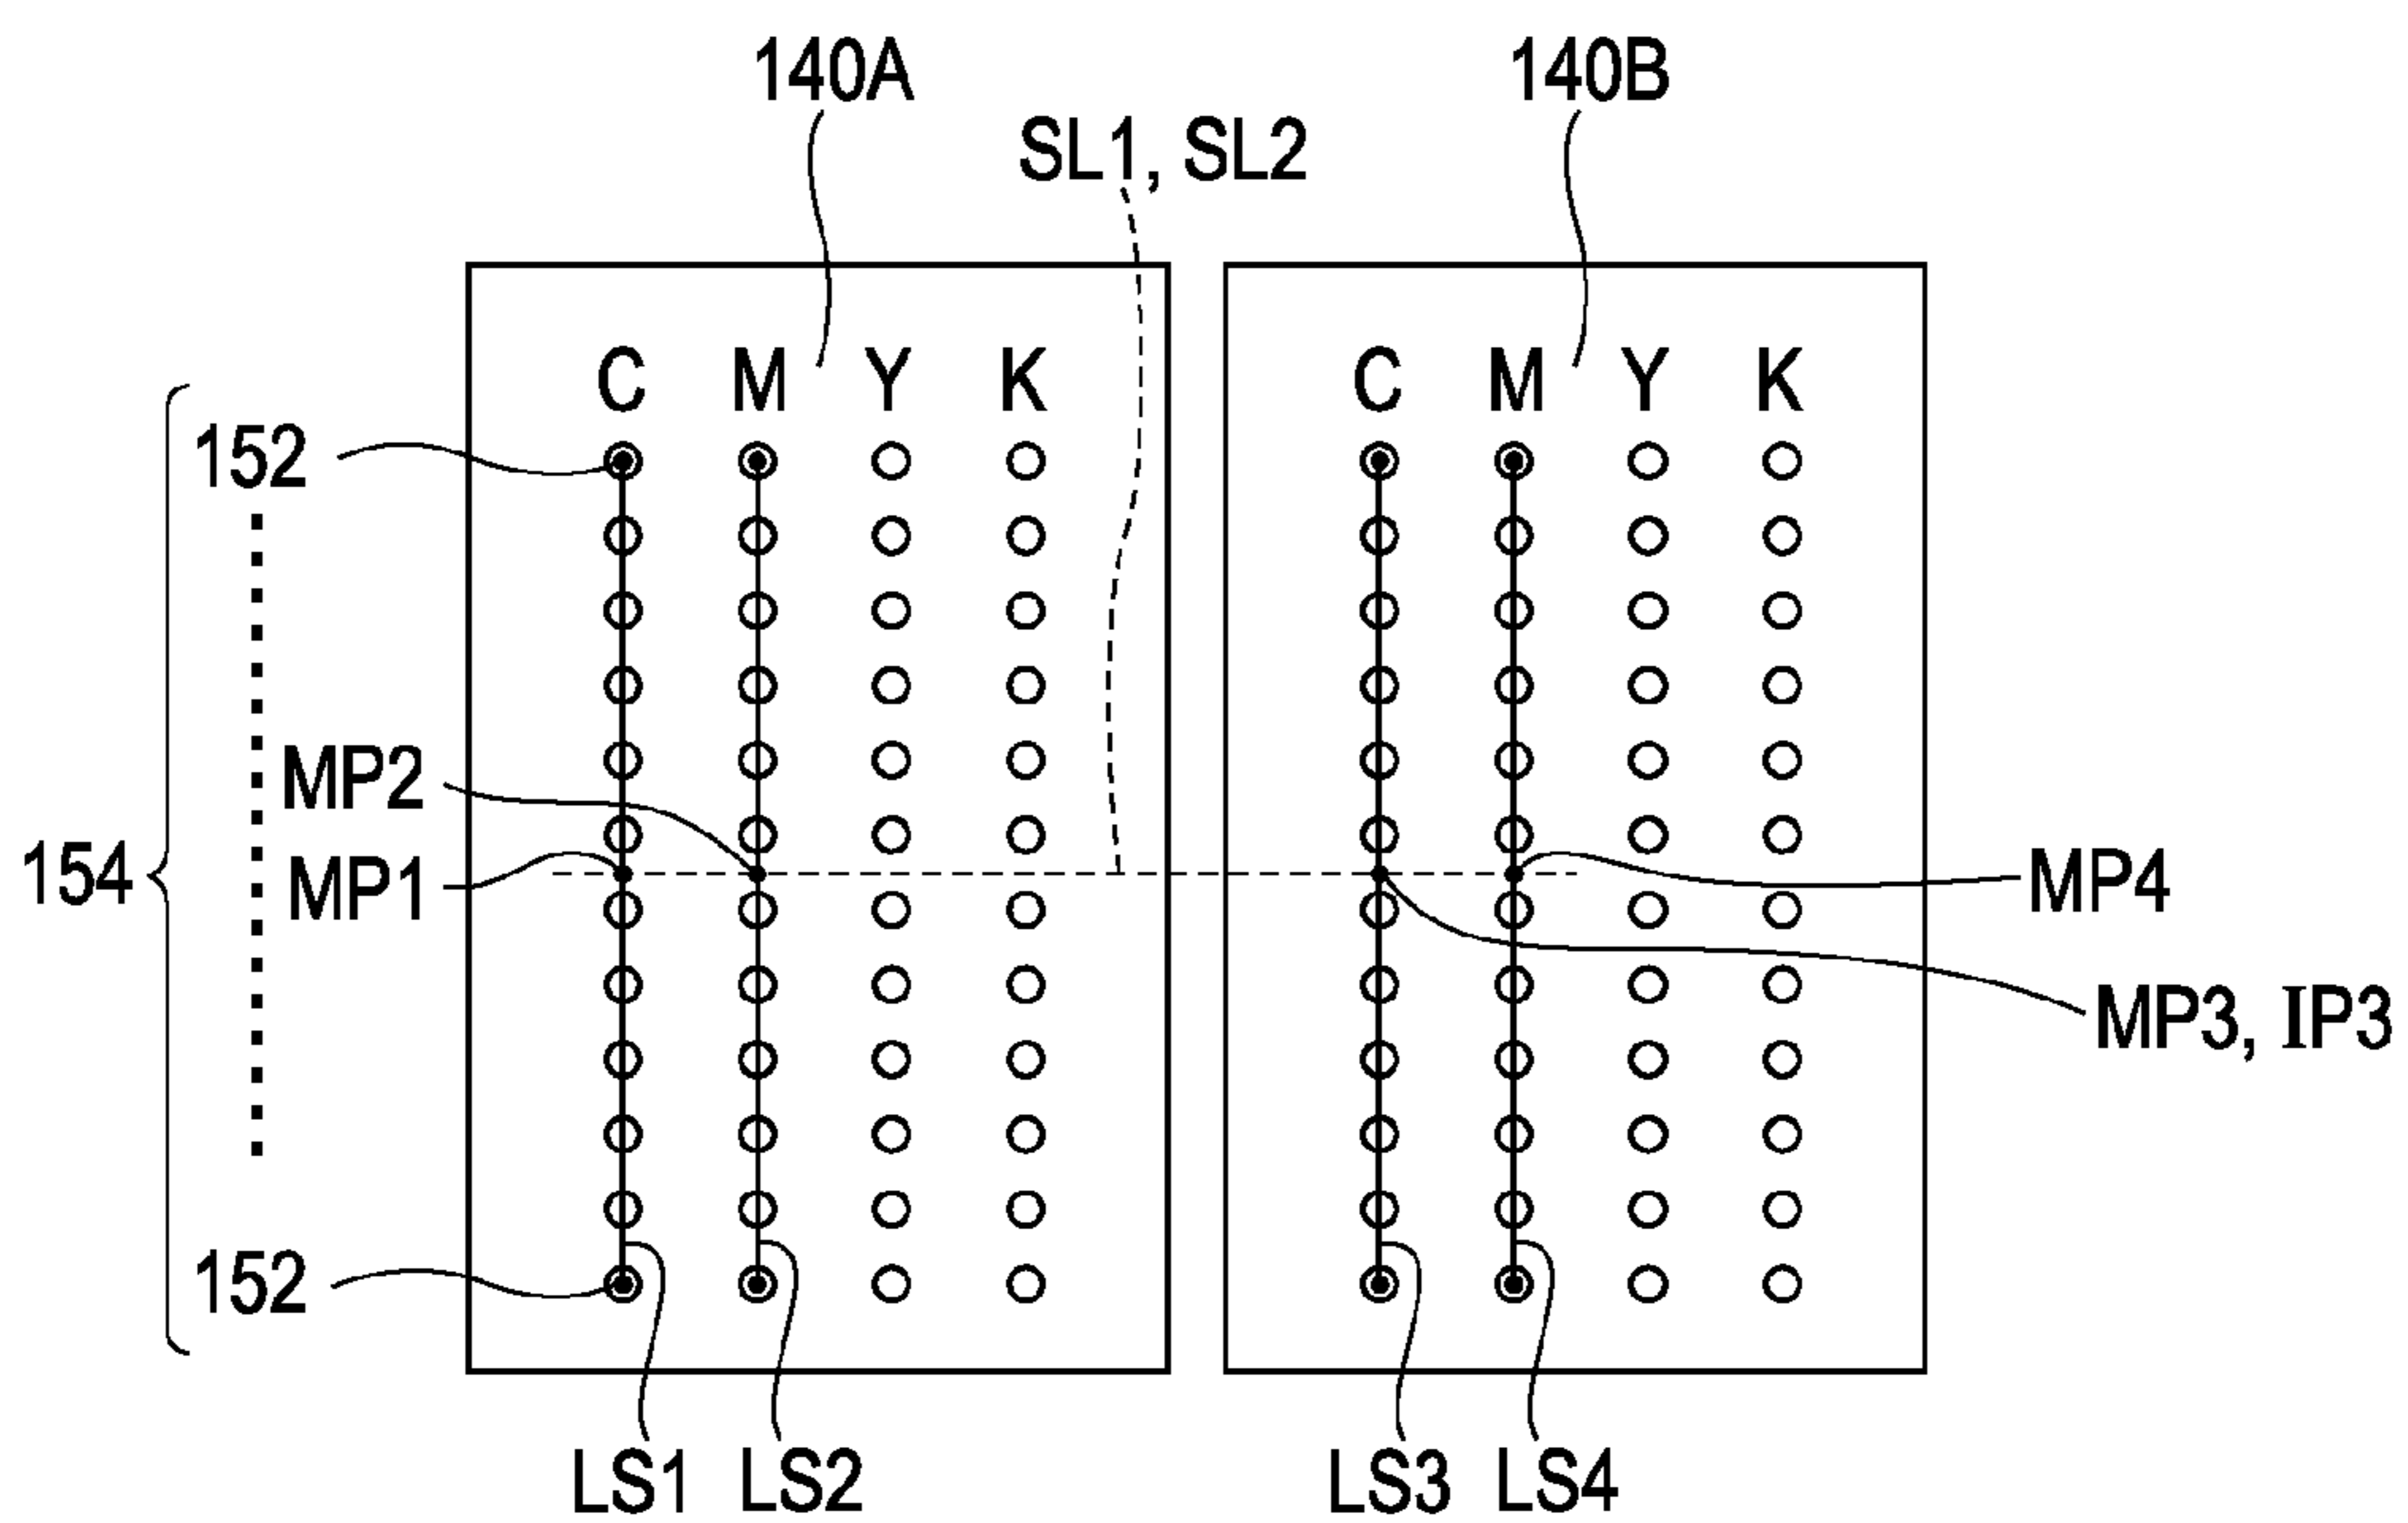 140A 140B
SL1, SL2
C M Y K C M Y K
152
MP2
154 MP1 MP4
MP3, IP3
152
LS1 LS2 LS3 LS4